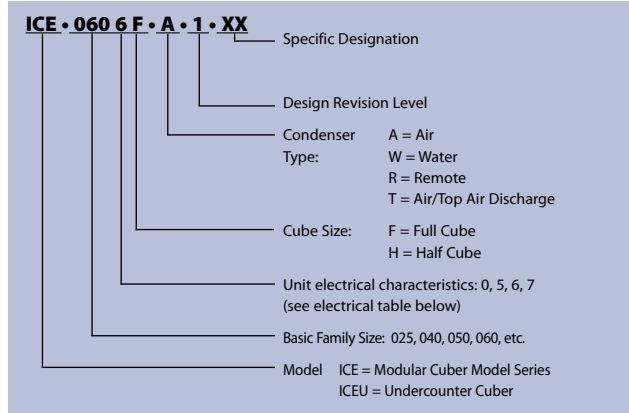 ICE • 060 6 F • A • 1 • XX
Specific Designation
Design Revision Level
Condenser A = Air
Type: W = Water
R = Remote
T = Air/Top Air Discharge
Cube Size: F = Full Cube
H = Half Cube
Unit electrical characteristics: 0, 5, 6, 7
(see electrical table below)
Basic Family Size: 025, 040, 050, 060, etc.
Model ICE = Modular Cuber Model Series
ICEU = Undercounter Cuber